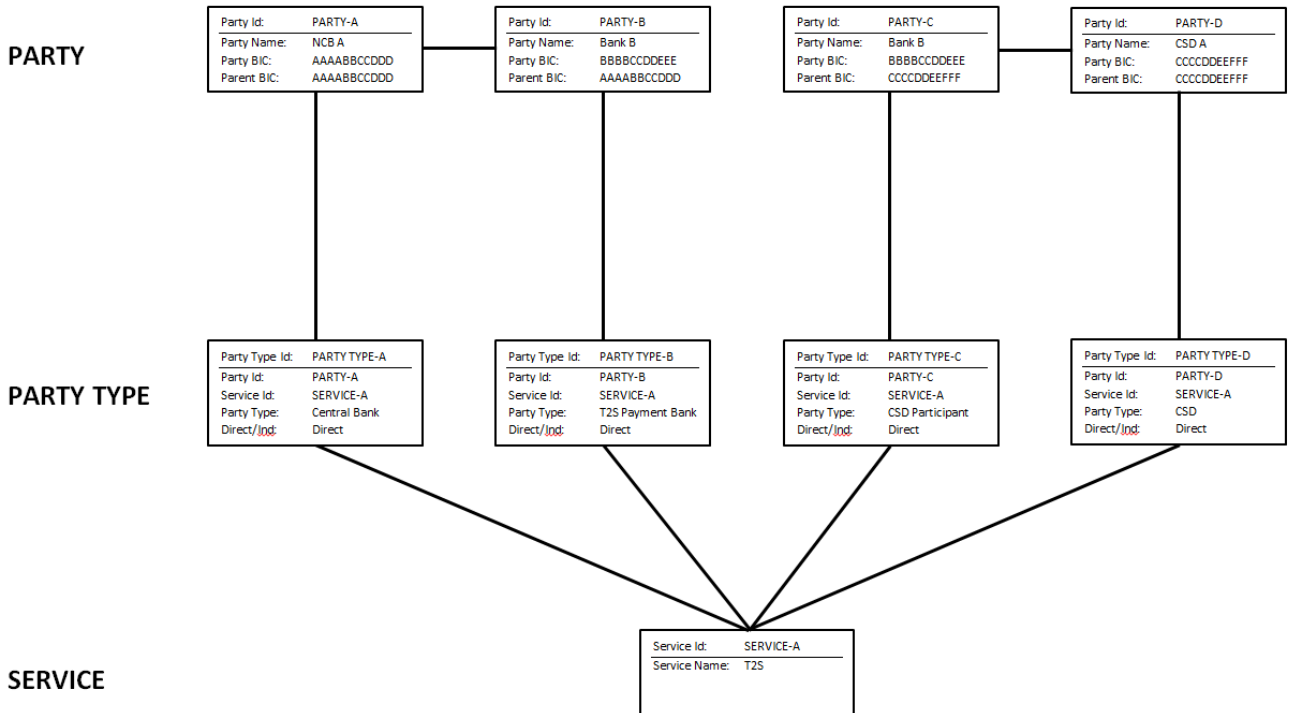 PARTY
Party Id: PARTY-A
Party Name: NCB A
Party BIC: AAAABBCCDDD
Parent BIC: AAAABBCCDDD
Party Id: PARTY-B
Party Name: Bank B
Party BIC: BBBBCCDDEEE
Parent BIC: AAAABBCCDDD
Party Id: PARTY-C
Party Name: Bank B
Party BIC: BBBBCCDDEEE
Parent BIC: CCCCDDEEFFF
Party Id: PARTY-D
Party Name: CSD A
Party BIC: CCCCDDEEFFF
Parent BIC: CCCCDDEEFFF
PARTY TYPE
Party Type Id: PARTY TYPE-A
Party Id: PARTY-A
Service Id: SERVICE-A
Party Type: Central Bank
Direct/Ind: Direct
Party Type Id: PARTY TYPE-B
Party Id: PARTY-B
Service Id: SERVICE-A
Party Type: T2S Payment Bank
Direct/Ind: Direct
Party Type Id: PARTY TYPE-C
Party Id: PARTY-C
Service Id: SERVICE-A
Party Type: CSD Participant
Direct/Ind: Direct
Party Type Id: PARTY TYPE-D
Party Id: PARTY-D
Service Id: SERVICE-A
Party Type: CSD
Direct/Ind: Direct
SERVICE
Service Id: SERVICE-A
Service Name: T2S